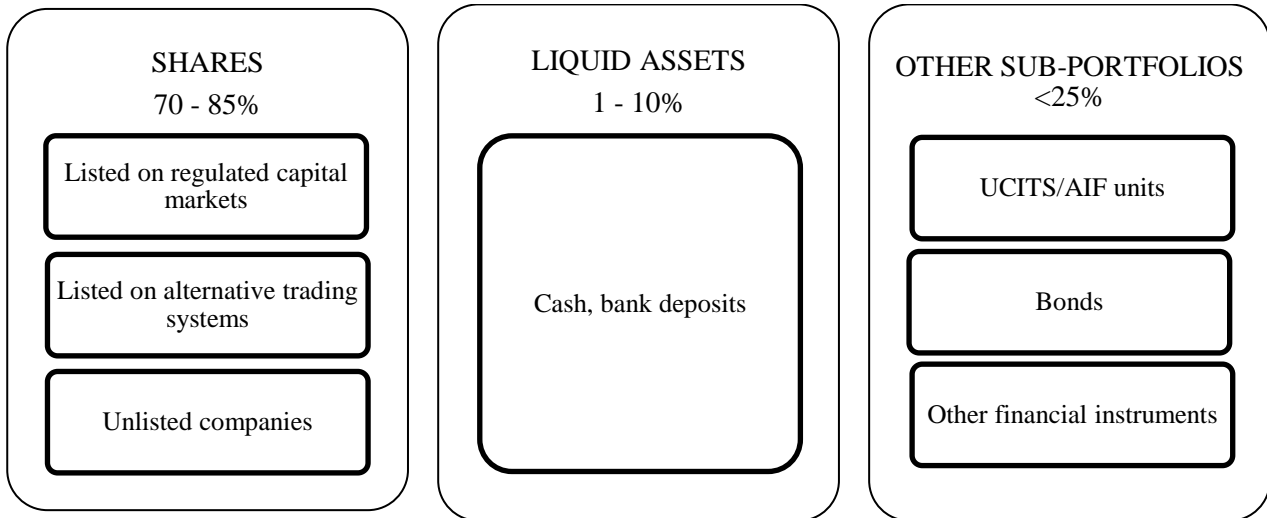 SHARES
70 - 85%
Listed on regulated capital
markets
Listed on alternative trading
systems
Unlisted companies
LIQUID ASSETS
1 - 10%
Cash, bank deposits
OTHER SUB-PORTFOLIOS
<25%
UCITS/AIF units
Bonds
Other financial instruments